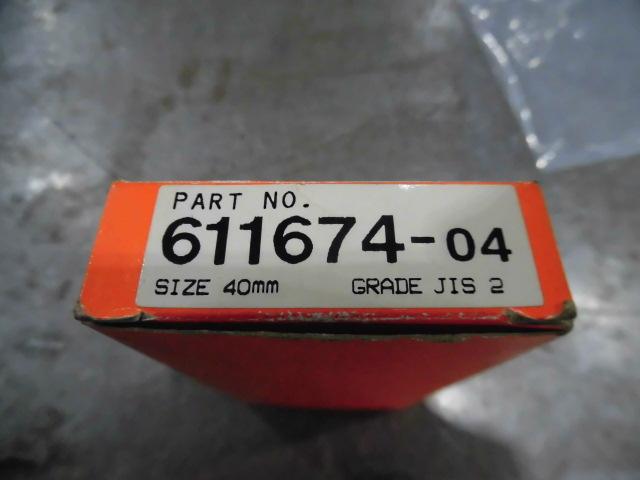 PART NO.
611674-04
SIZE 40mm GRADE JIS 2